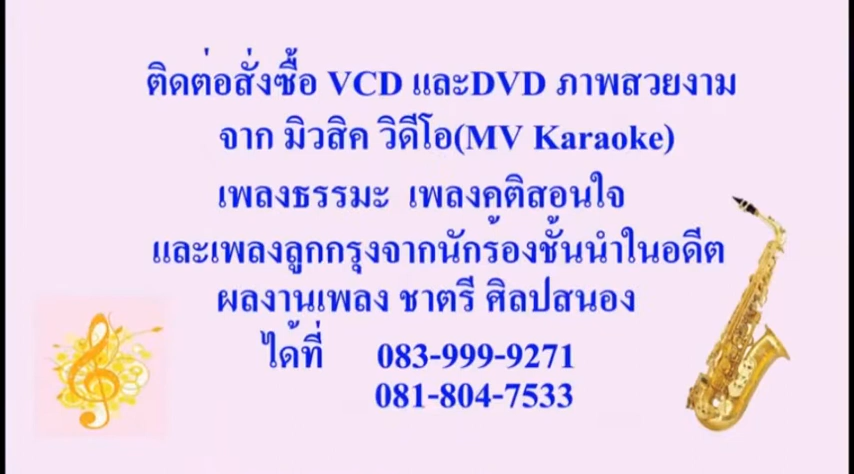 ติดต่อสั่งซื้อ VCD และDVD ภาพสวยงาม
จาก มิวสิค วิดีโอ(MV Karaoke)
เพลงธรรมะ เพลงคติสอนใจ
และเพลงลูกกรุงจากนักร้องชั้นนำในอดีต
ผลงานเพลง ชาตรี ศิลปสนอง
ได้ที่ 083-999-9271
081-804-7533